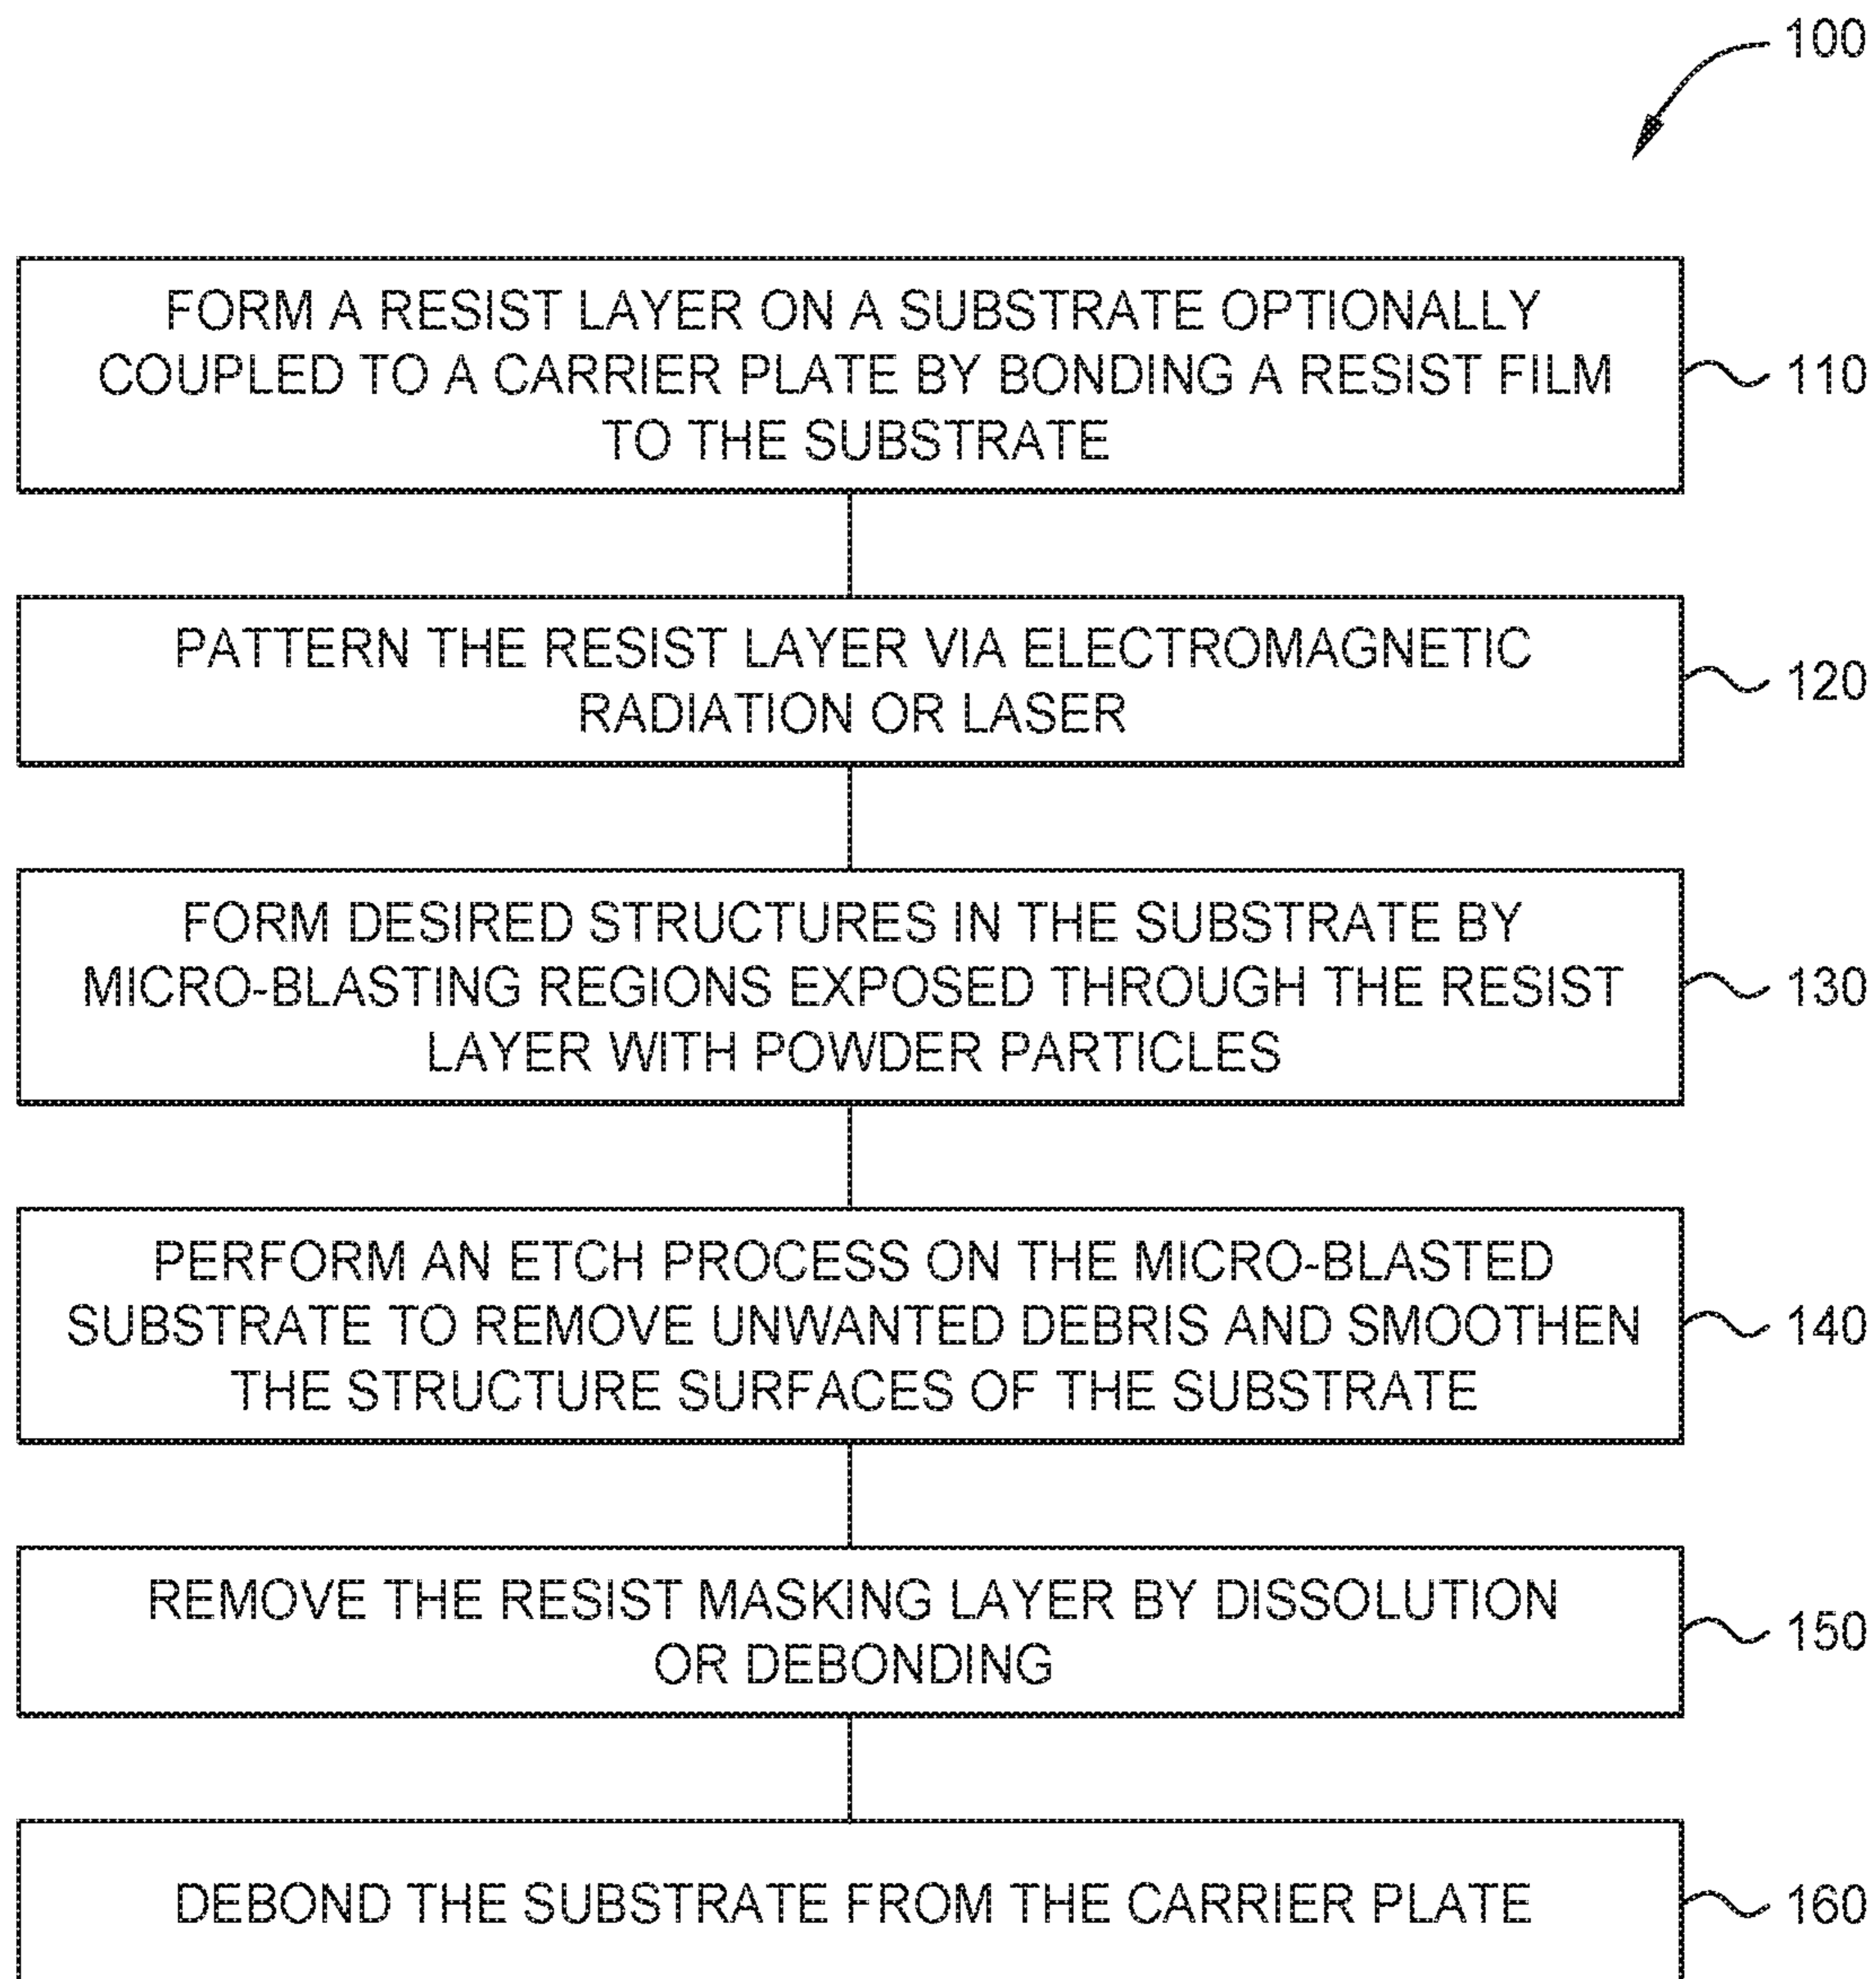 100
FORM A RESIST LAYER ON A SUBSTRATE OPTIONALLY
COUPLED TO A CARRIER PLATE BY BONDING A RESIST FILM
TO THE SUBSTRATE
110
PATTERN THE RESIST LAYER VIA ELECTROMAGNETIC
RADIATION OR LASER
120
FORM DESIRED STRUCTURES IN THE SUBSTRATE BY
MICRO-BLASTING REGIONS EXPOSED THROUGH THE RESIST
LAYER WITH POWDER PARTICLES
130
PERFORM AN ETCH PROCESS ON THE MICRO-BLASTED
SUBSTRATE TO REMOVE UNWANTED DEBRIS AND SMOOTHEN
THE STRUCTURE SURFACES OF THE SUBSTRATE
140
REMOVE THE RESIST MASKING LAYER BY DISSOLUTION
OR DEBONDING
150
DEBOND THE SUBSTRATE FROM THE CARRIER PLATE
160